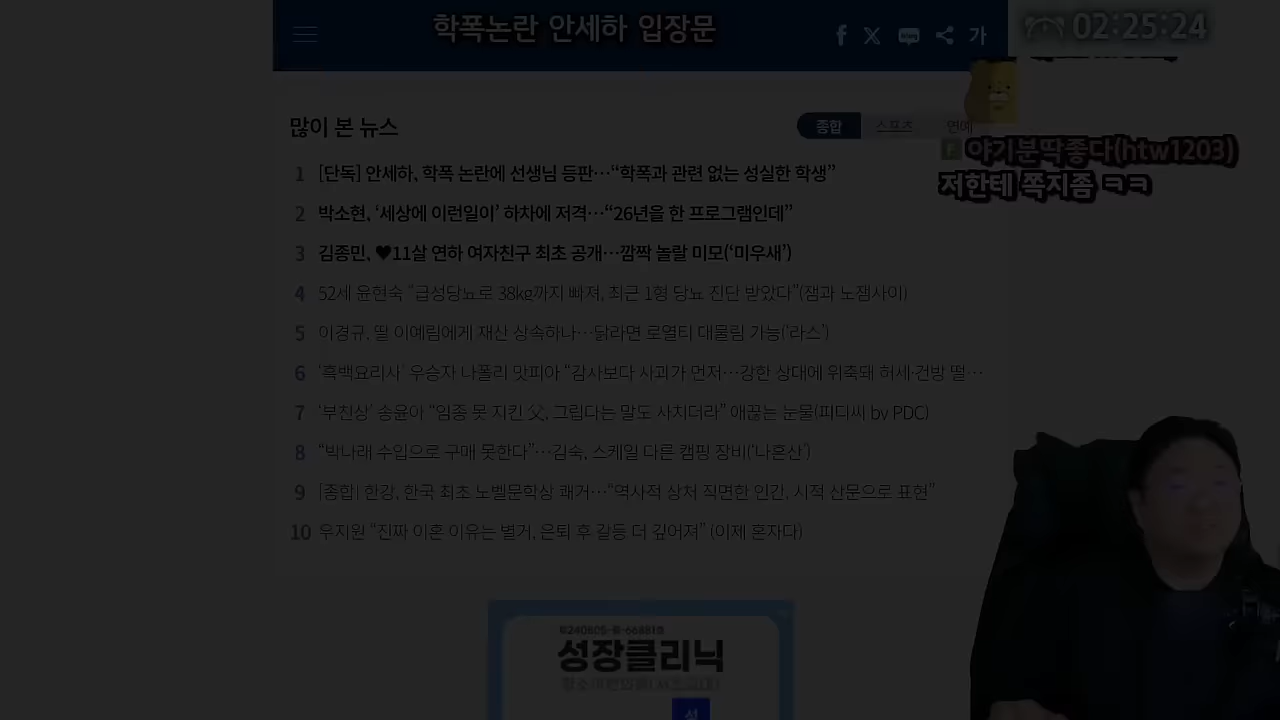 학폭논란 안세하 입장문
가
02:25:24
많이 본 뉴스
종합
스포츠
연예
야기분딱좋다(htw1203)
저한테 쪽지좀 ㅋㅋ
1 [단독] 안세하, 학폭 논란에 선생님 등판…“학폭과 관련 없는 성실한 학생”
2 박소현, ‘세상에 이런일이’ 하차에 저격…“26년을 한 프로그램인데”
3 김종민, ♥11살 연하 여자친구 최초 공개…깜짝 놀랄 미모(‘미우새’)
4 52세 윤현숙 “급성당뇨로 38kg까지 빠져, 최근 1형 당뇨 진단 받았다”(잼과 노잼사이)
5 이경규, 딸 이예림에게 재산 상속하나…닭라면 로열티 대물림 가능(‘라스’)
6 ‘흑백요리사’ 우승자 나폴리 맛피아 “감사보다 사과가 먼저…강한 상대에 위축돼 허세·건방 떨…
7 ‘부친상’ 송윤아 “임종 못 지킨 父, 그립다는 말도 사치더라” 애끊는 눈물(피디씨 by PDC)
8 “박나래 수입으로 구매 못한다”…김숙, 스케일 다른 캠핑 장비(‘나혼산’)
9 [종합] 한강, 한국 최초 노벨문학상 쾌거…“역사적 상처 직면한 인간, 시적 산문으로 표현”
10 우지원 “진짜 이혼 이유는 별거, 은퇴 후 갈등 더 깊어져” (이제 혼자다)
성장클리닉